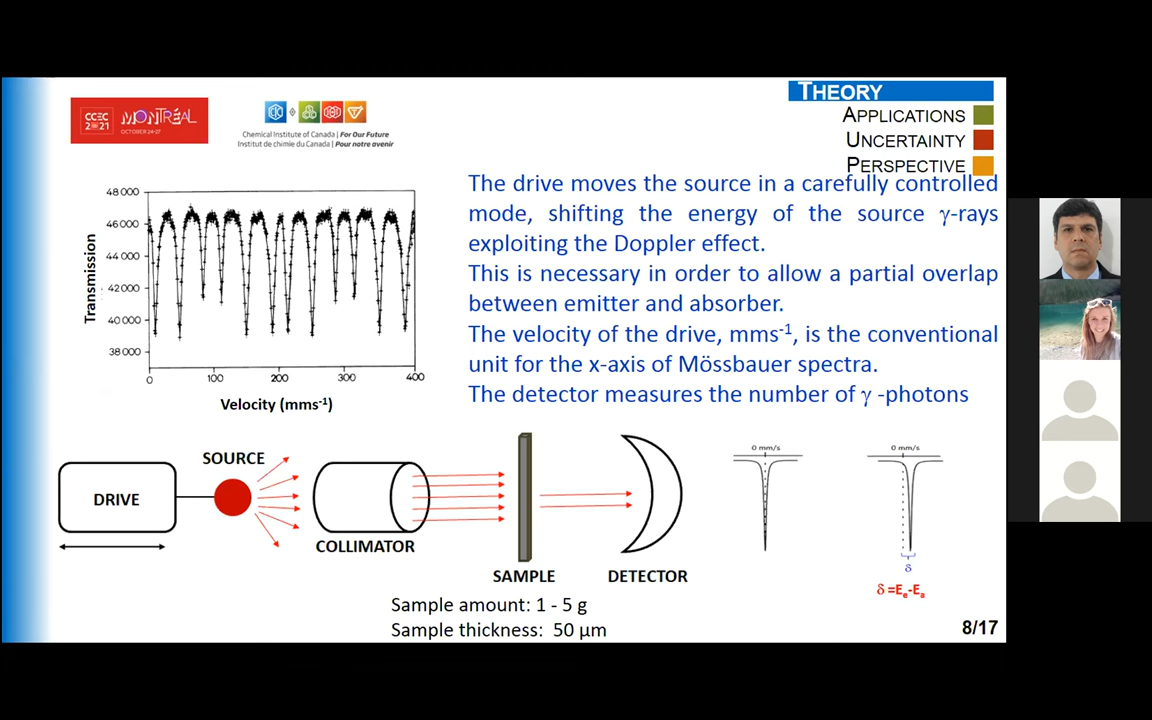 CCEC
2021
MONTRÉAL
OCTOBER 24-27
Chemical Institute of Canada | For Our Future
Institut de chimie du Canada | Pour notre avenir
THEORY
APPLICATIONS
UNCERTAINTY
PERSPECTIVE
48 000
46 000
44 000
42 000
40 000
38 000
Transmission
0 100 200 300 400
Velocity (mms-1)
The drive moves the source in a carefully controlled
mode, shifting the energy of the source γ-rays
exploiting the Doppler effect.
This is necessary in order to allow a partial overlap
between emitter and absorber.
The velocity of the drive, mms-1, is the conventional
unit for the x-axis of Mössbauer spectra.
The detector measures the number of γ -photons
DRIVE
SOURCE
COLLIMATOR
SAMPLE
DETECTOR
0 mm/s
0 mm/s
δ
δ =Ee-Ea
Sample amount: 1 - 5 g
Sample thickness: 50 µm
8/17